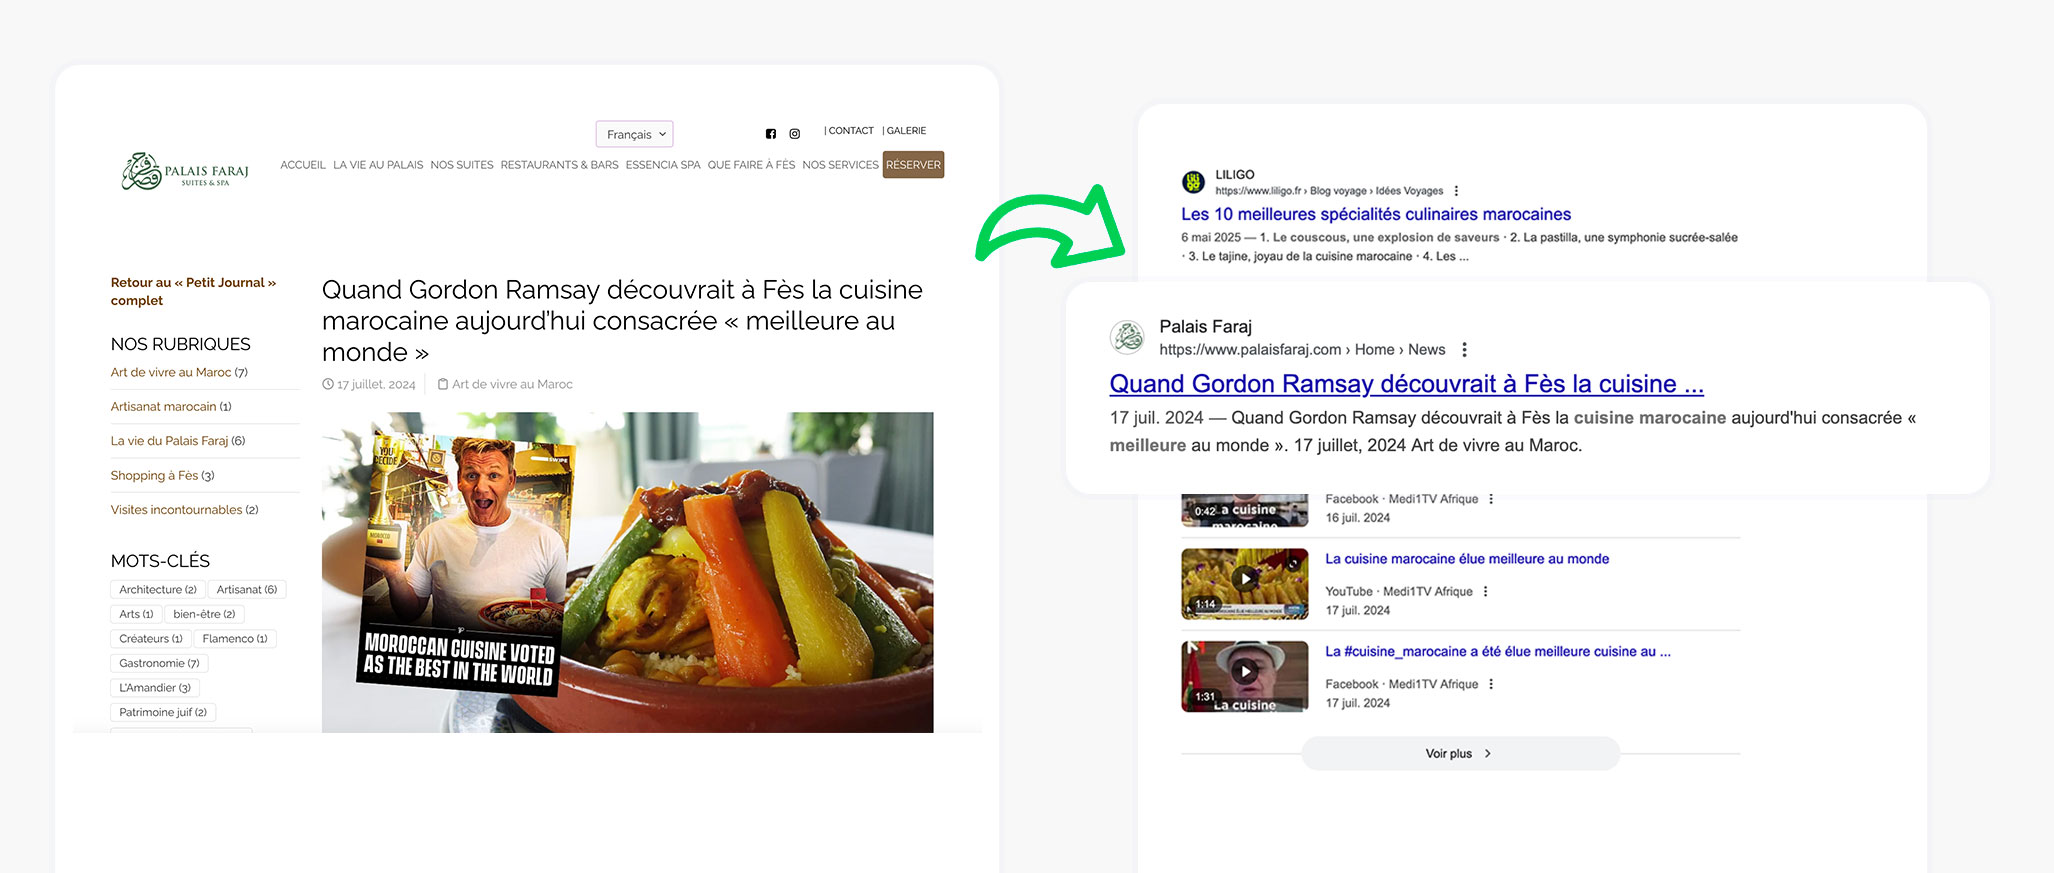 Français
| CONTACT | GALERIE
PALAIS FARAJ
SUITES & SPA
ACCUEIL LA VIE AU PALAIS NOS SUITES RESTAURANTS & BARS ESSENCIA SPA QUE FAIRE À FÈS NOS SERVICES RÉSERVER
Retour au « Petit Journal »
complet
NOS RUBRIQUES
Art de vivre au Maroc (7)
Artisanat marocain (1)
La vie du Palais Faraj (6)
Shopping à Fès (3)
Visites incontournables (2)
MOTS-CLÉS
Architecture (2) Artisanat (6)
Arts (1) bien-être (2)
Créateurs (1) Flamenco (1)
Gastronomie (7)
L'Amandier (3)
Patrimoine juif (2)
Quand Gordon Ramsay découvrait à Fès la cuisine
marocaine aujourd'hui consacrée « meilleure au
monde »
17 juillet, 2024 Art de vivre au Maroc
YOU
DECIDE
SWIPE
MOROCCO
MOROCCAN CUISINE VOTED
AS THE BEST IN THE WORLD
LILIGO
https://www.liligo.fr › Blog voyage › Idées Voyages
Les 10 meilleures spécialités culinaires marocaines
6 mai 2025 — 1. Le couscous, une explosion de saveurs · 2. La pastilla, une symphonie sucrée-salée
· 3. Le tajine, joyau de la cuisine marocaine · 4. Les ...
Palais Faraj
https://www.palaisfaraj.com › Home › News
Quand Gordon Ramsay découvrait à Fès la cuisine ...
17 juil. 2024 — Quand Gordon Ramsay découvrait à Fès la cuisine marocaine aujourd'hui consacrée «
meilleure au monde ». 17 juillet, 2024 Art de vivre au Maroc.
0:42 La cuisine
marocaine
Facebook · Medi1TV Afrique
16 juil. 2024
1:14
La cuisine marocaine élue meilleure au monde
YouTube · Medi1TV Afrique
17 juil. 2024
1:31
La cuisine
La #cuisine_marocaine a été élue meilleure cuisine au ...
Facebook · Medi1TV Afrique
17 juil. 2024
Voir plus